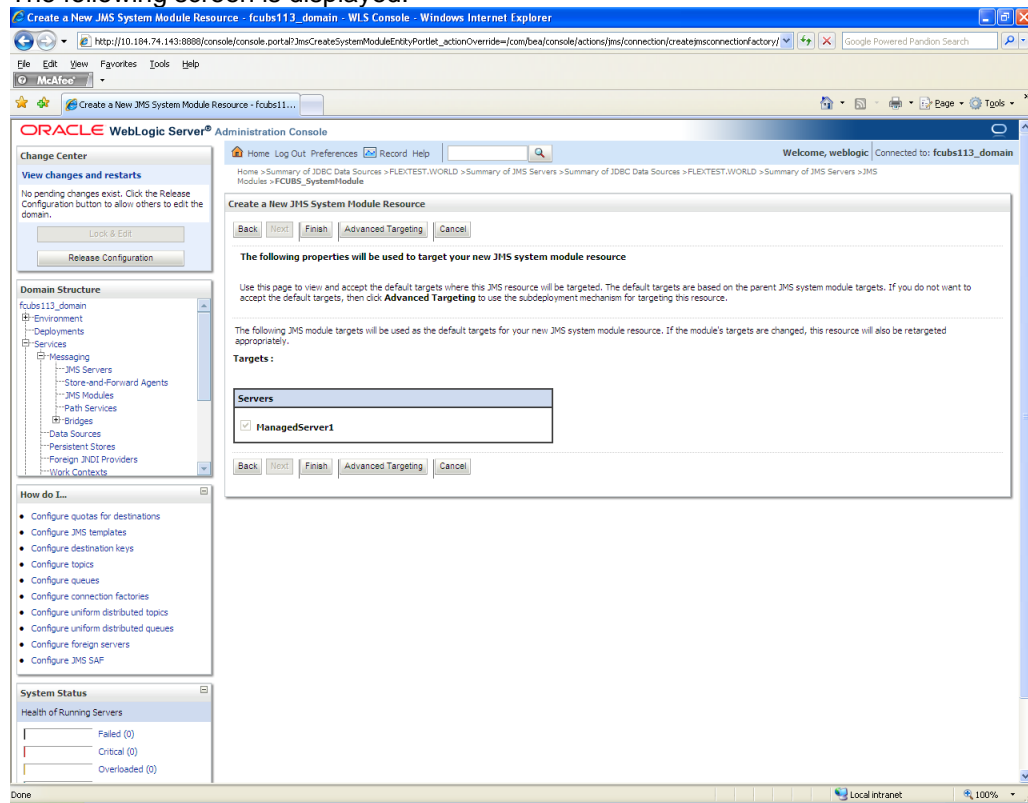 The following screen is displayed:
Create a New JMS System Module Resource - fcubs113_domain - WLS Console - Windows Internet Explorer
http://10.184.74.143:8888/console/console.portal?JmsCreateSystemModuleEntityPortlet_actionOverride=/com/bea/console/actions/jms/connection/createjmsconnectionfactory/
Google Powered Pandion Search
File Edit View Favorites Tools Help
McAfee
Create a New JMS System Module Resource - fcubs11...
Page Tools
ORACLE WebLogic Server® Administration Console
Change Center
View changes and restarts
No pending changes exist. Click the Release
Configuration button to allow others to edit the
domain.
Lock & Edit
Release Configuration
Domain Structure
fcubs113_domain
Environment
Deployments
Services
Messaging
JMS Servers
Store-and-Forward Agents
JMS Modules
Path Services
Bridges
Data Sources
Persistent Stores
Foreign JNDI Providers
Work Contexts
How do I...
Configure quotas for destinations
Configure JMS templates
Configure destination keys
Configure topics
Configure queues
Configure connection factories
Configure uniform distributed topics
Configure uniform distributed queues
Configure foreign servers
Configure JMS SAF
System Status
Health of Running Servers
Failed (0)
Critical (0)
Overloaded (0)
Home Log Out Preferences Record Help
Welcome, weblogic Connected to: fcubs113_domain
Home >Summary of JDBC Data Sources >FLEXTEST.WORLD >Summary of JMS Servers >Summary of JDBC Data Sources >FLEXTEST.WORLD >Summary of JMS Servers >JMS
Modules >FCUBS_SystemModule
Create a New JMS System Module Resource
Back Next Finish Advanced Targeting Cancel
The following properties will be used to target your new JMS system module resource
Use this page to view and accept the default targets where this JMS resource will be targeted. The default targets are based on the parent JMS system module targets. If you do not want to
accept the default targets, then click Advanced Targeting to use the subdeployment mechanism for targeting this resource.
The following JMS module targets will be used as the default targets for your new JMS system module resource. If the module's targets are changed, this resource will also be retargeted
appropriately.
Targets :
Servers
ManagedServer1
Back Next Finish Advanced Targeting Cancel
Done
Local intranet
100%